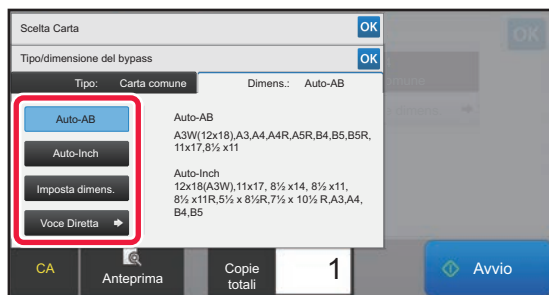 Scelta Carta
OK
OK
Tipo/dimensione del bypass
OK
Tipo: Carta comune
Dimens.: Auto-AB
Auto-AB
Auto-Inch
Imposta dimens.
Voce Diretta
Auto-AB
A3W(12x18),A3,A4,A4R,A5R,B4,B5,B5R,
11x17,8½ x11
Auto-Inch
12x18(A3W),11x17, 8½ x14, 8½ x11,
8½ x11R,5½ x 8½R,7½ x 10½ R,A3,A4,
B4,B5
CA
Anteprima
Copie
totali
1
Avvio